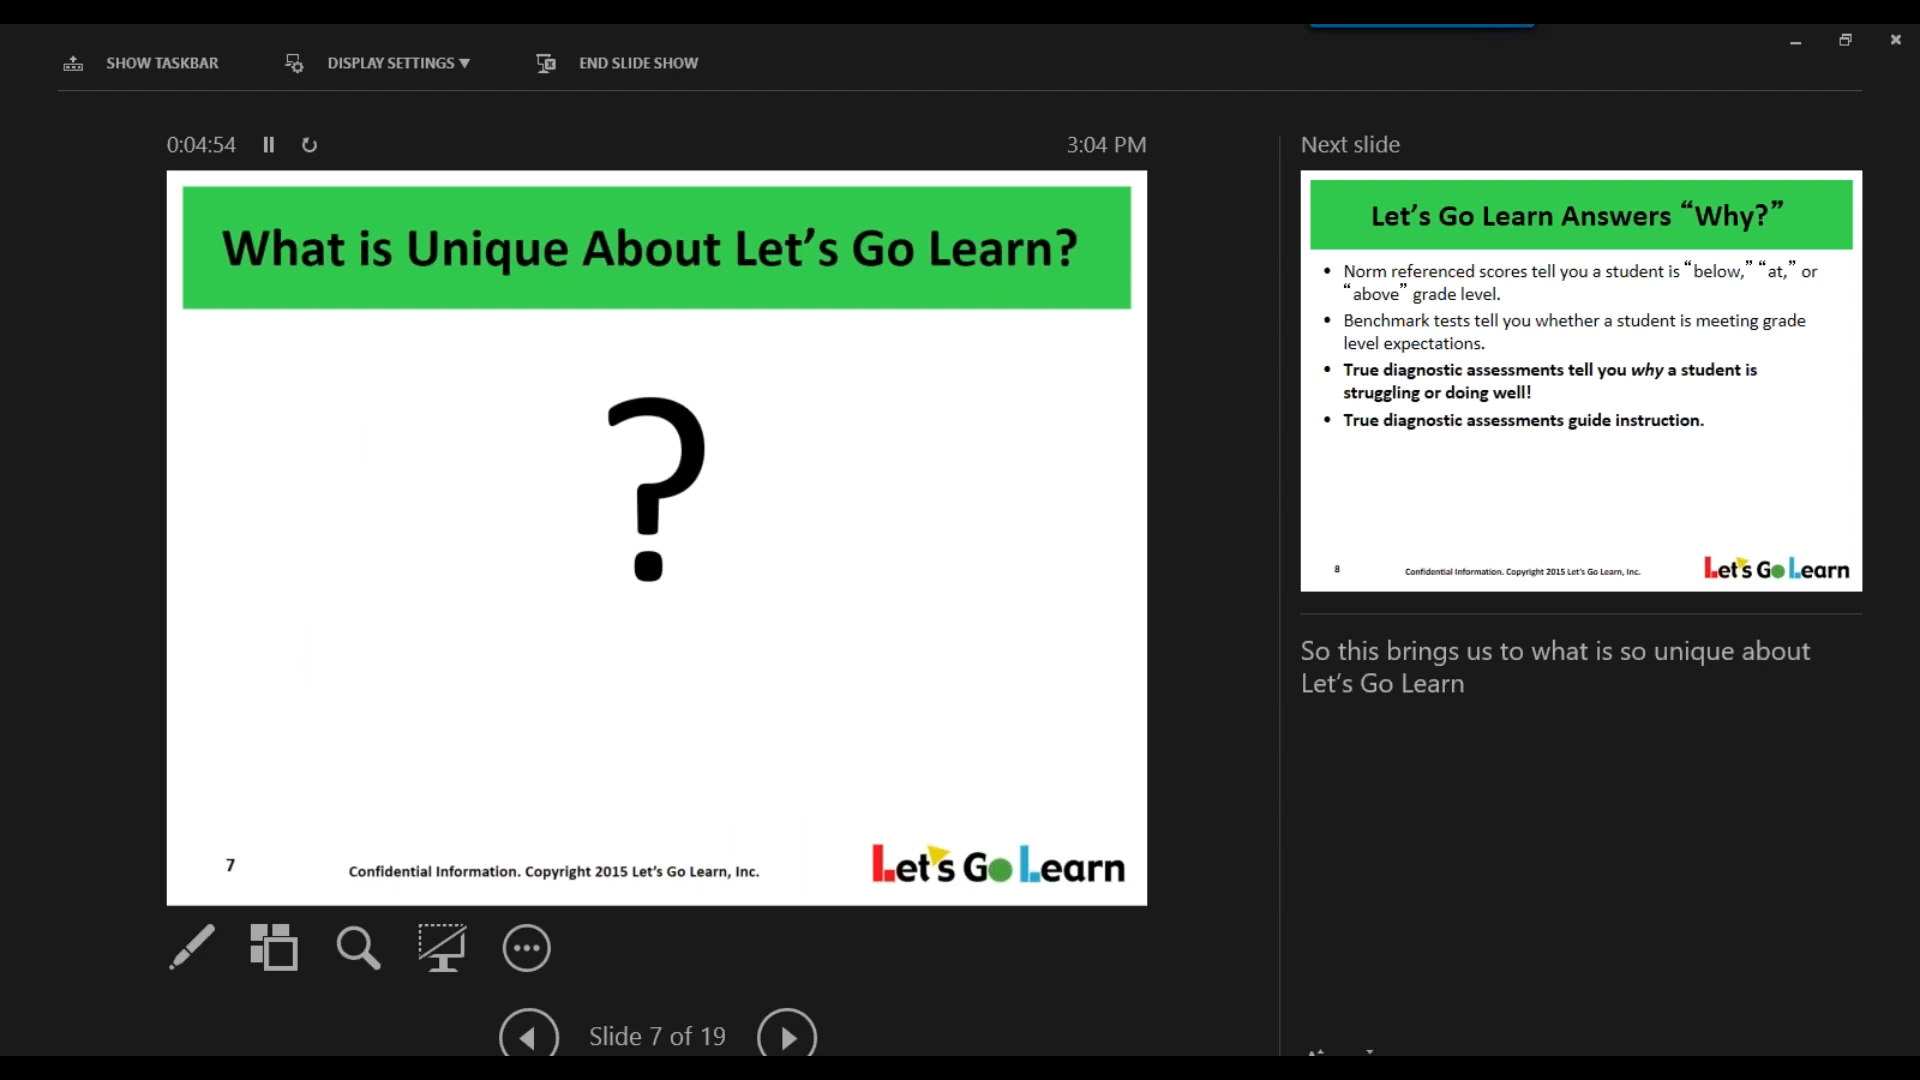 SHOW TASKBAR
DISPLAY SETTINGS ▼
END SLIDE SHOW
0:04:54
3:04 PM
What is Unique About Let’s Go Learn?
?
7
Confidential Information. Copyright 2015 Let’s Go Learn, Inc.
Let's Go Learn
Slide 7 of 19
Next slide
Let’s Go Learn Answers “Why?”
• Norm referenced scores tell you a student is “below,” “at,” or
“above” grade level.
• Benchmark tests tell you whether a student is meeting grade
level expectations.
• True diagnostic assessments tell you why a student is
struggling or doing well!
• True diagnostic assessments guide instruction.
8
Confidential Information. Copyright 2015 Let’s Go Learn, Inc.
Let's Go Learn
So this brings us to what is so unique about
Let’s Go Learn